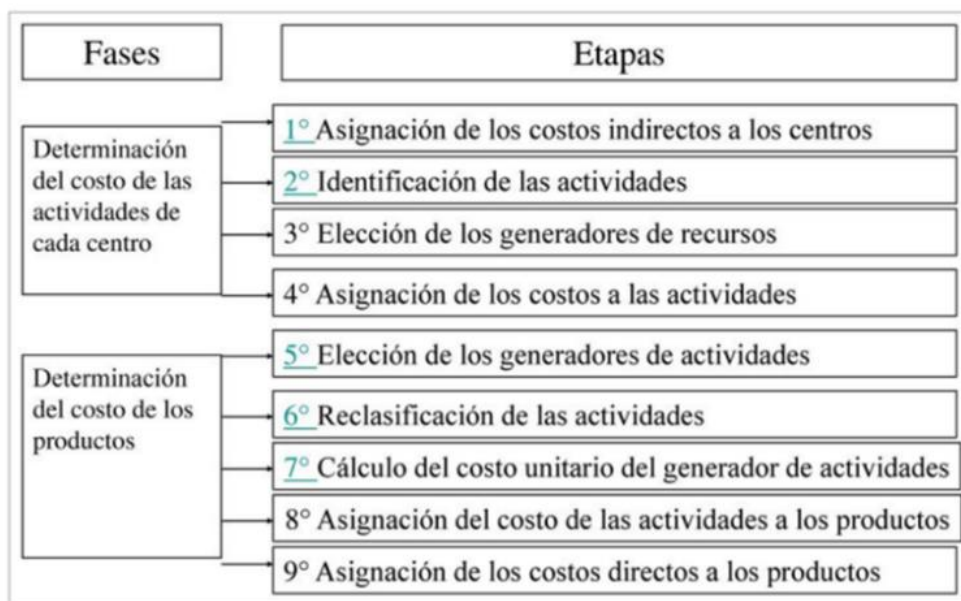 Fases
Etapas
Determinación
del costo de las
actividades de
cada centro
1° Asignación de los costos indirectos a los centros
2° Identificación de las actividades
3° Elección de los generadores de recursos
4° Asignación de los costos a las actividades
Determinación
del costo de los
productos
5° Elección de los generadores de actividades
6° Reclasificación de las actividades
7° Cálculo del costo unitario del generador de actividades
8° Asignación del costo de las actividades a los productos
9° Asignación de los costos directos a los productos